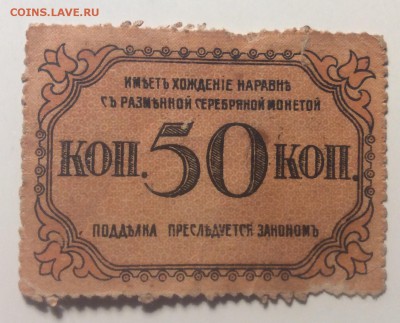 COINS.LAVE.RU
ИМѢЕТЪ ХОЖДЕНІЕ НАРАВНѢ
СЪ РАЗМѢННОЙ СЕРЕБРЯНОЙ МОНЕТОЙ
КОП. 50 КОП.
ПОДДѢЛКА ПРЕСЛѢДУЕТСЯ ЗАКОНОМЪ